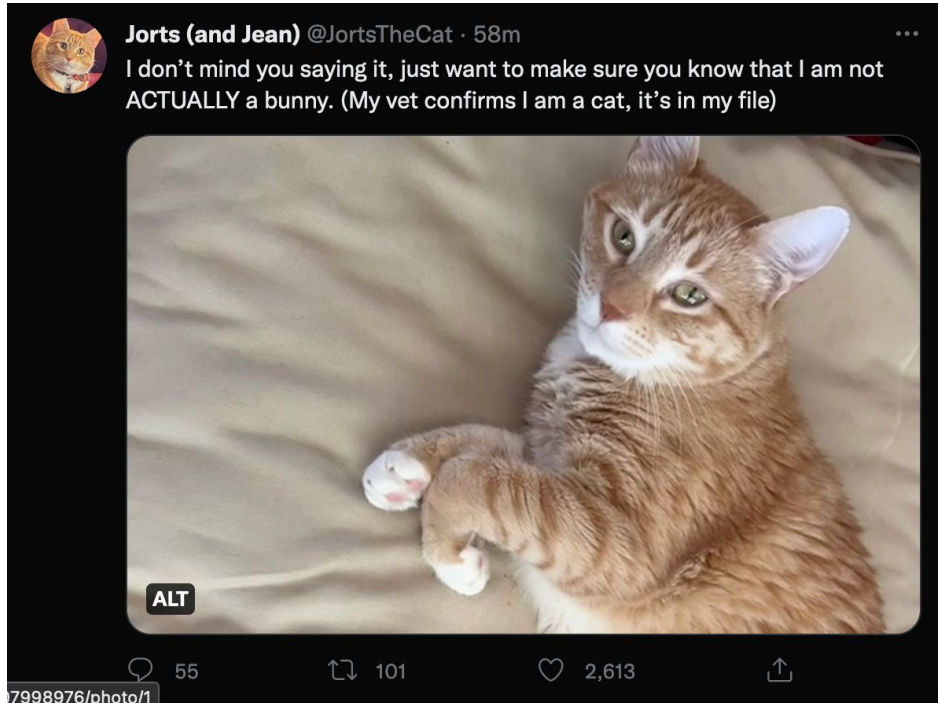 Jorts (and Jean) @JortsTheCat · 58m
I don’t mind you saying it, just want to make sure you know that I am not
ACTUALLY a bunny. (My vet confirms I am a cat, it’s in my file)
ALT
55 101 2,613
07998976/photo/1